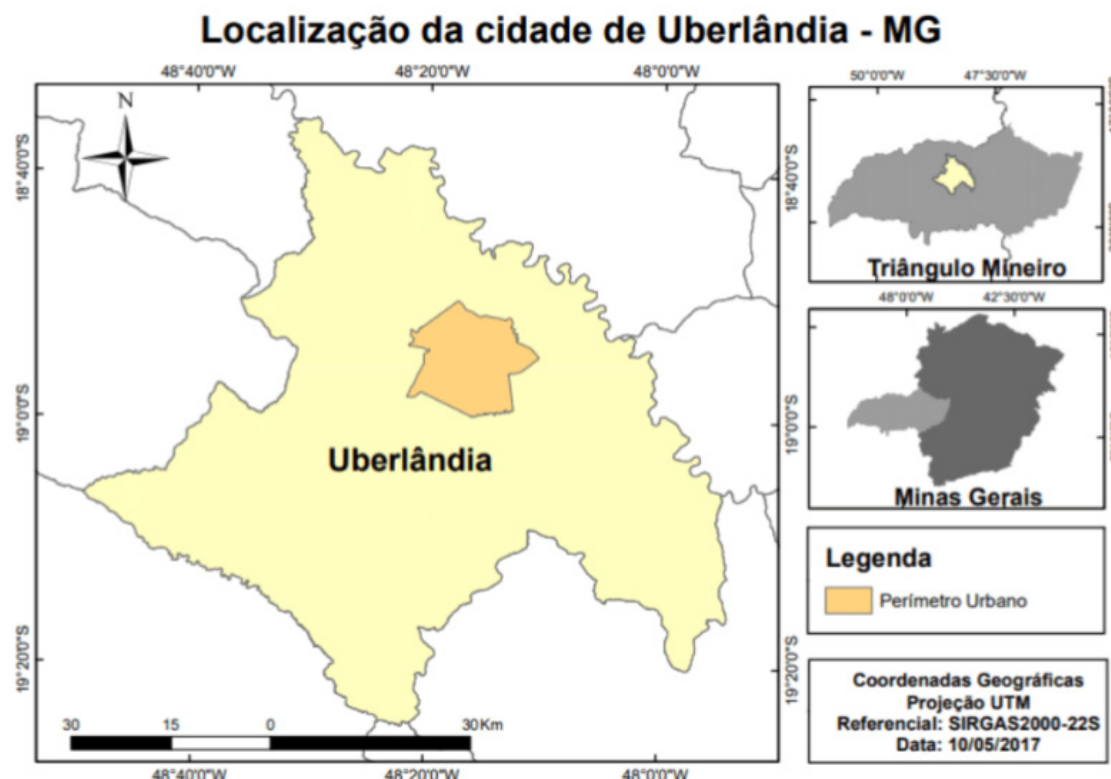 Localização da cidade de Uberlândia - MG
48°40'0"W 48°20'0"W 48°0'0"W
N
18°40'0"S
19°0'0"S
19°20'0"S
Uberlândia
30 15 0 30 Km
48°40'0"W 48°20'0"W 48°0'0"W
18°40'0"S
19°0'0"S
19°20'0"S
50°0'0"W 47°30'0"W
Triângulo Mineiro
48°0'0"W 42°30'0"W
Minas Gerais
Legenda
Perímetro Urbano
Coordenadas Geográficas
Projeção UTM
Referencial: SIRGAS2000-22S
Data: 10/05/2017